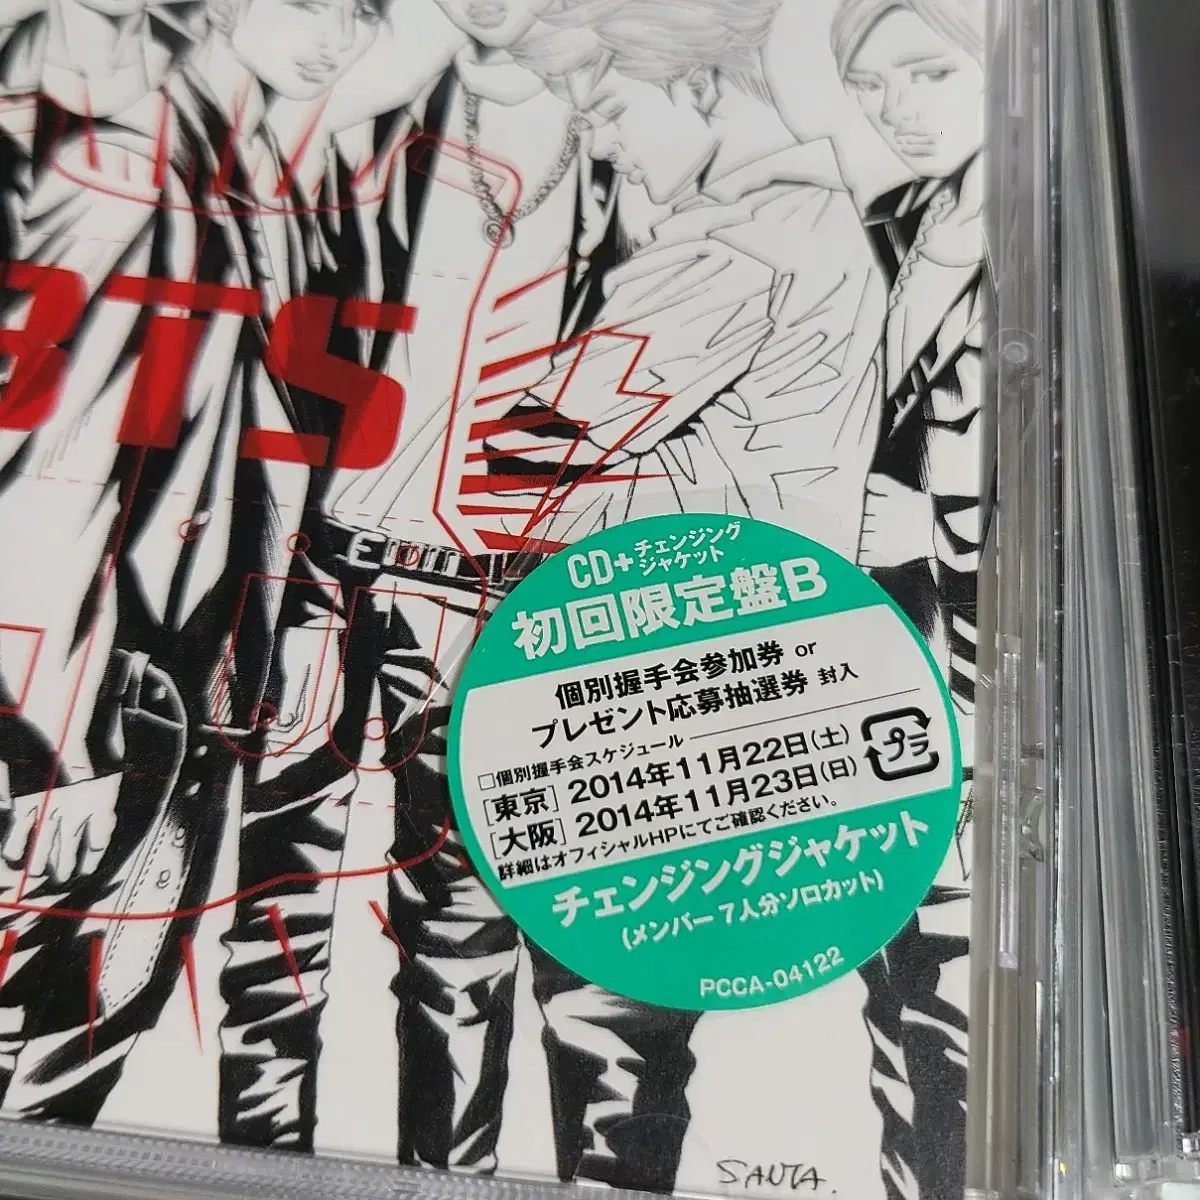 BTS
CD+チェンジングジャケット
初回限定盤B
個別握手会参加券 or
プレゼント応募抽選券 封入
□個別握手会スケジュール
[東京] 2014年11月22日(土)
[大阪] 2014年11月23日(日)
詳細はオフィシャルHPにてご確認ください。
プラ
チェンジングジャケット
(メンバー7人分ソロカット)
PCCA-04122
SANTA.